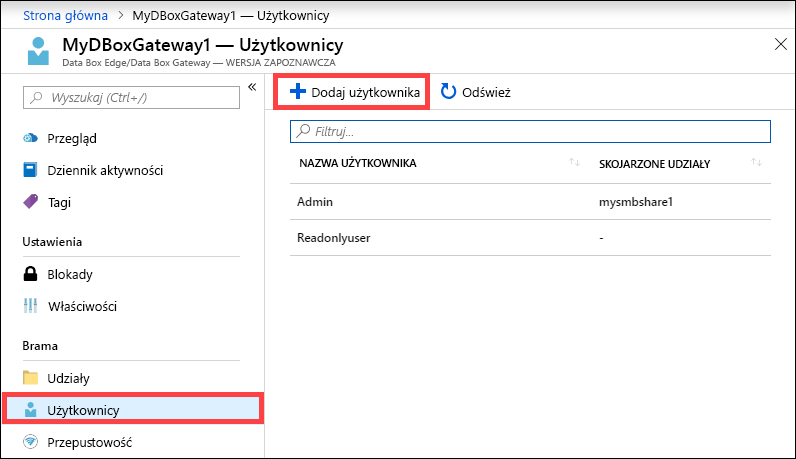 Strona główna > MyDBoxGateway1 — Użytkownicy
MyDBoxGateway1 — Użytkownicy
Data Box Edge/Data Box Gateway — WERSJA ZAPOZNAWCZA
Wyszukaj (Ctrl+/)
Przegląd
Dziennik aktywności
Tagi
Ustawienia
Blokady
Właściwości
Brama
Udziały
Użytkownicy
Przepustowość
Dodaj użytkownika Odśwież
Filtruj...
NAZWA UŻYTKOWNIKA SKOJARZONE UDZIAŁY
Admin mysmbshare1
Readonlyuser -